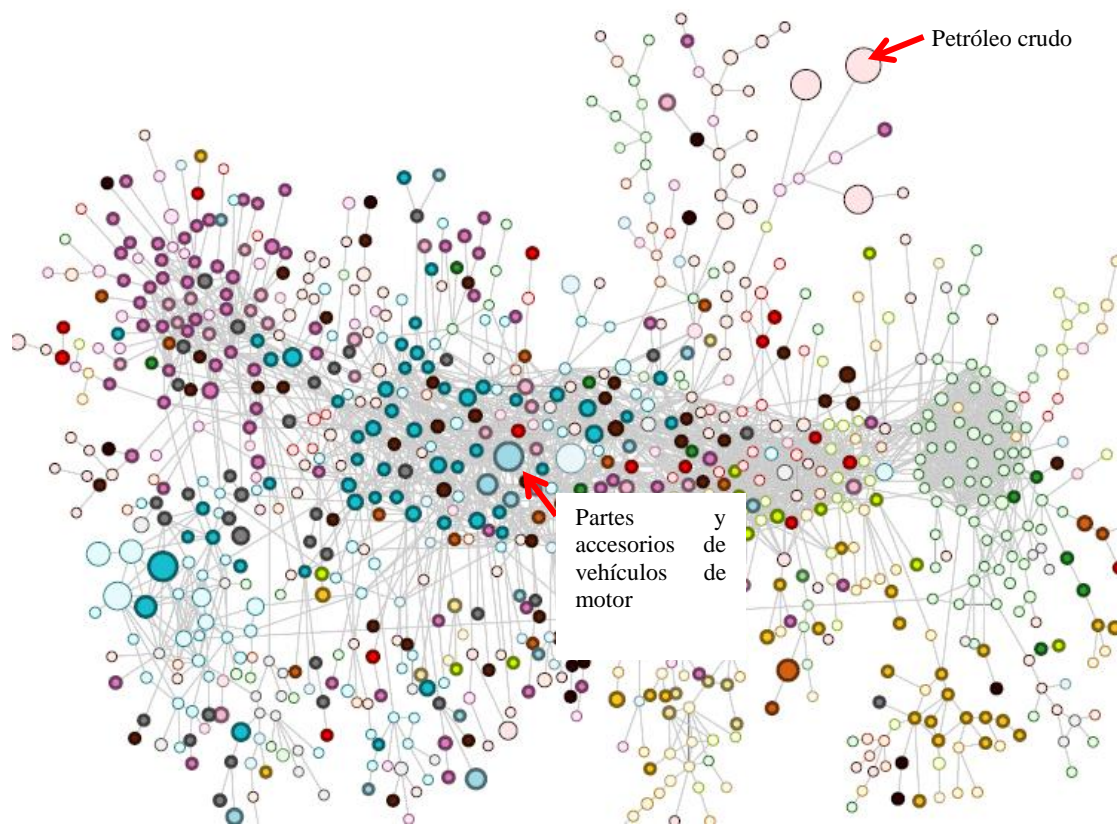 Petróleo crudo
Partes y
accesorios de
vehículos de
motor